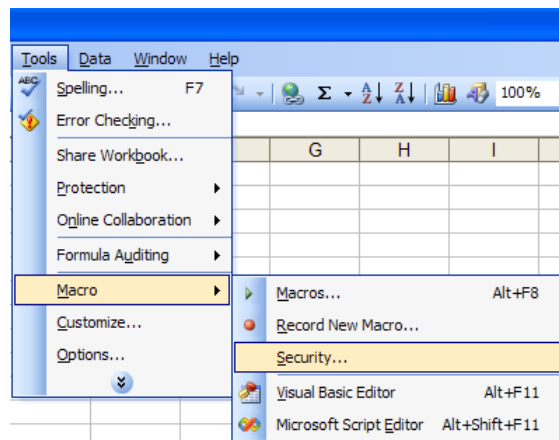 Tools Data Window Help
ABC Spelling... F7
Σ A Z Z A 100%
Error Checking...
Share Workbook...
G H I
Protection
Online Collaboration
Formula Auditing
Macro
Macros... Alt+F8
Customize...
Record New Macro...
Options...
Security...
Visual Basic Editor Alt+F11
Microsoft Script Editor Alt+Shift+F11